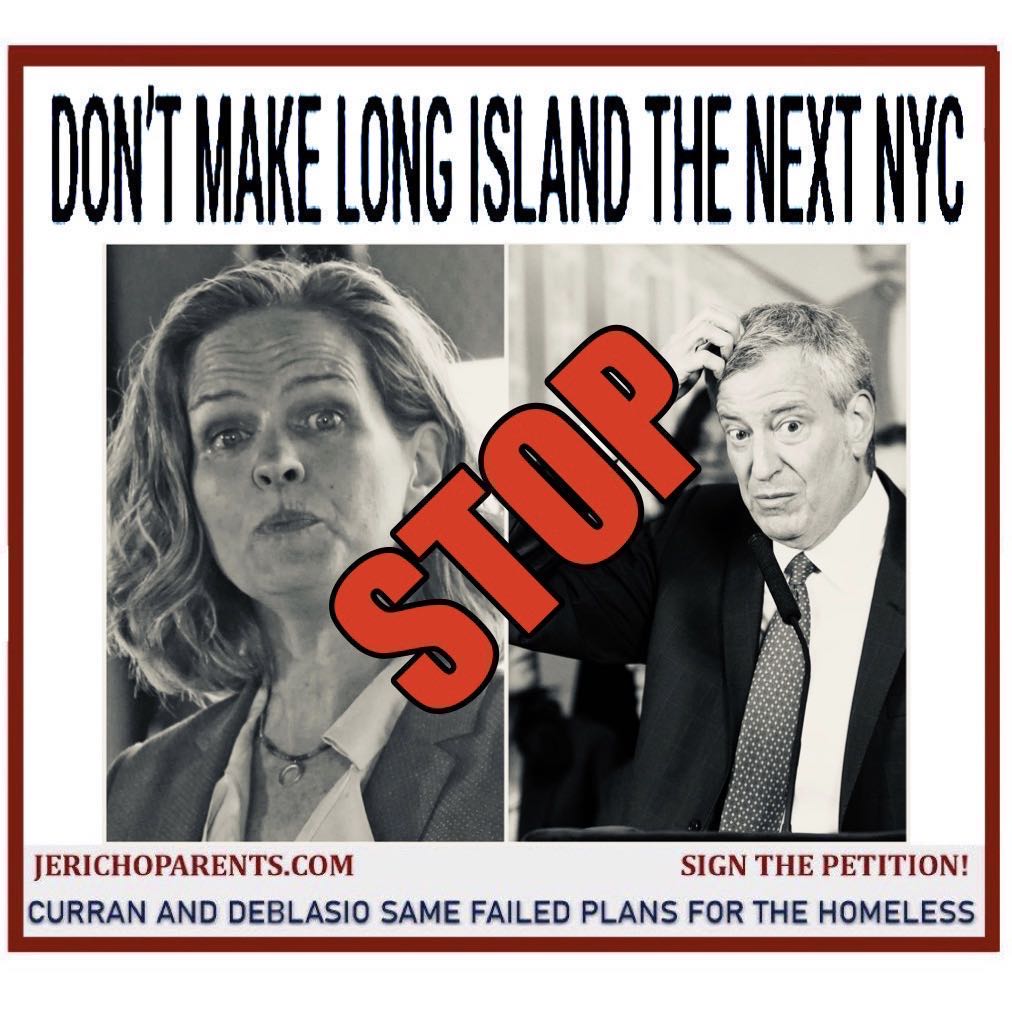 DON'T MAKE LONG ISLAND THE NEXT NYC
STOP
JERICHOPARENTS.COM
SIGN THE PETITION!
CURRAN AND DEBLASIO SAME FAILED PLANS FOR THE HOMELESS